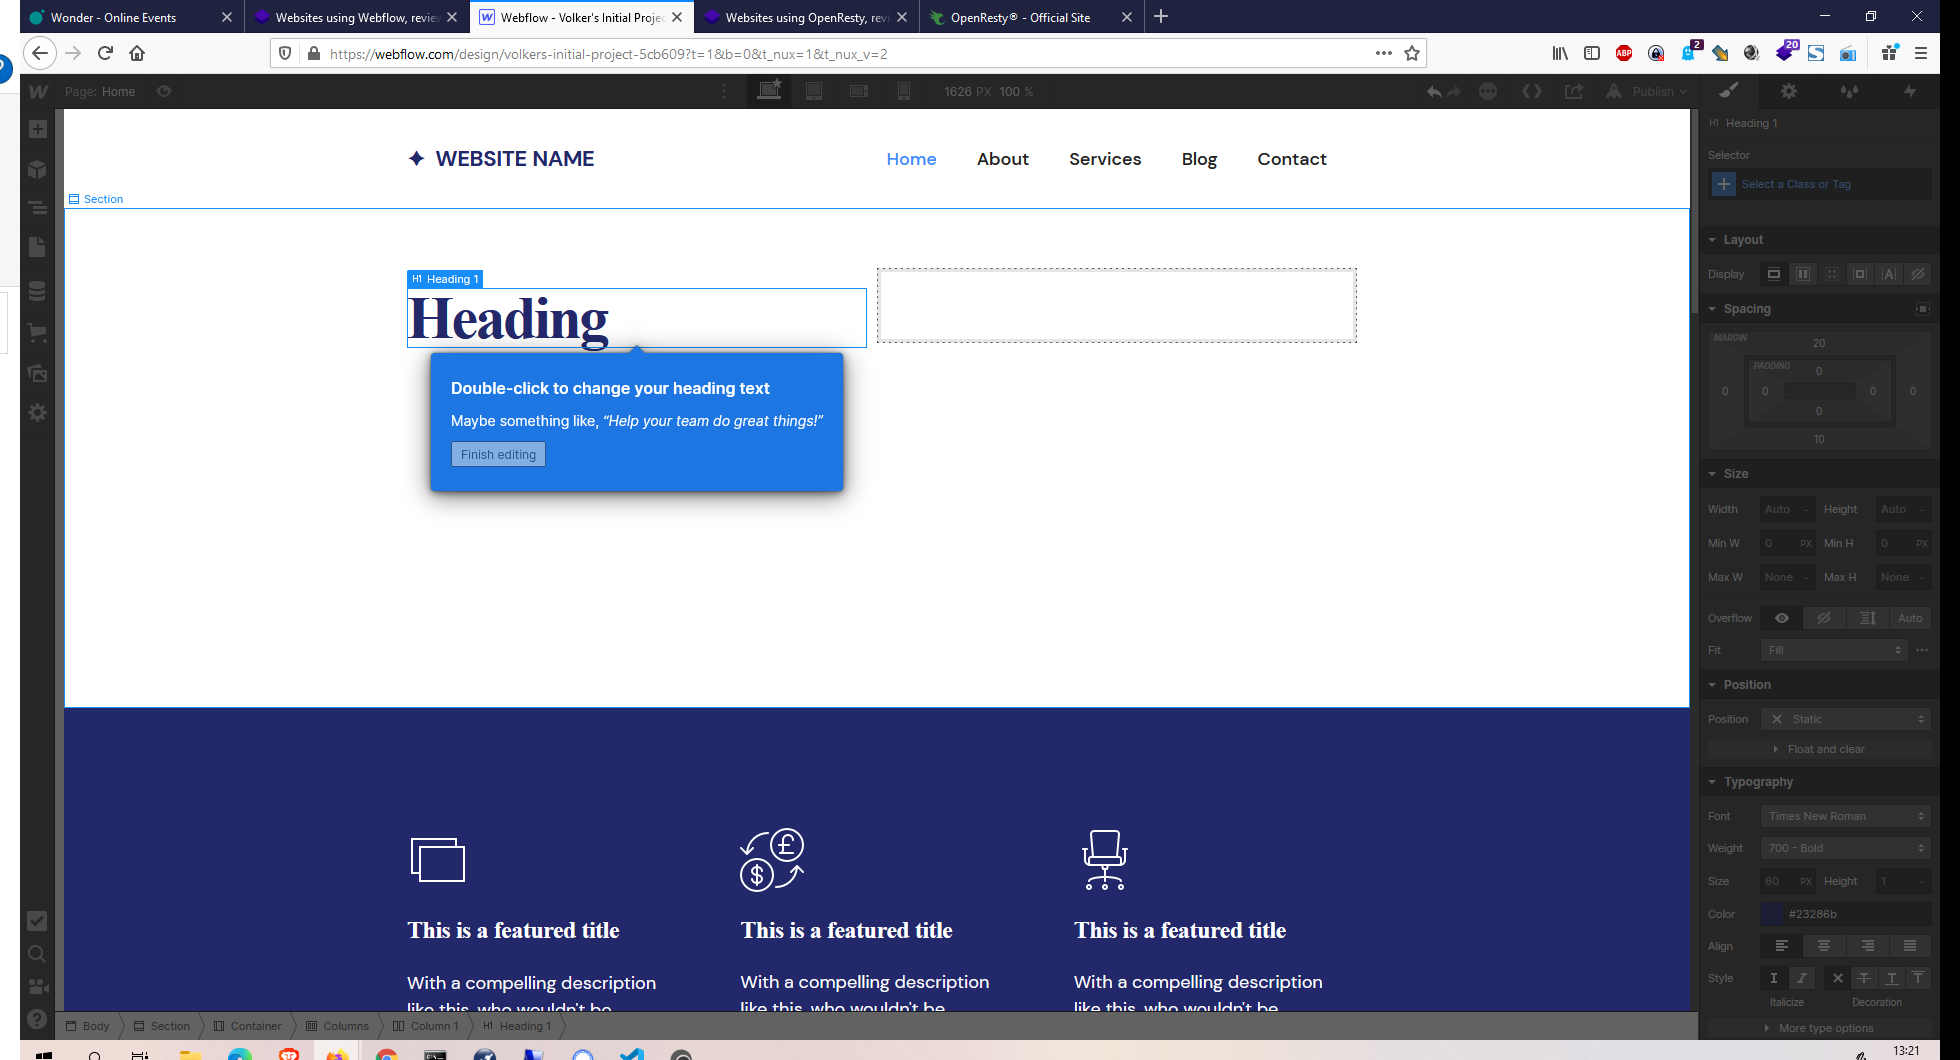 Wonder - Online Events
Websites using Webflow, review
Webflow - Volker's Initial Projec
Websites using OpenResty, revi
OpenResty® - Official Site
https://webflow.com/design/volkers-initial-project-5cb609?t=1&b=0&t_nux=1&t_nux_v=2
ABP
2
20
Page: Home
1626 PX 100 %
Publish
✦ WEBSITE NAME
Home
About
Services
Blog
Contact
Section
H1 Heading 1
Heading
Double-click to change your heading text
Maybe something like, “Help your team do great things!”
Finish editing
This is a featured title
With a compelling description
like this, who wouldn't be
This is a featured title
With a compelling description
like this, who wouldn't be
This is a featured title
With a compelling description
like this, who wouldn't be
Body
Section
Container
Columns
Column 1
H1 Heading 1
H1 Heading 1
Selector
Select a Class or Tag
Layout
Display
Spacing
MARGIN
20
PADDING
0
0 0 0 0
0
10
Size
Width Auto - Height Auto -
Min W 0 PX Min H 0 PX
Max W None - Max H None -
Overflow Auto
Fit Fill
Position
Position Static
Float and clear
Typography
Font Times New Roman
Weight 700 - Bold
Size 60 PX Height 1 -
Color #23286b
Align
Style
Italicize Decoration
More type options
13:21